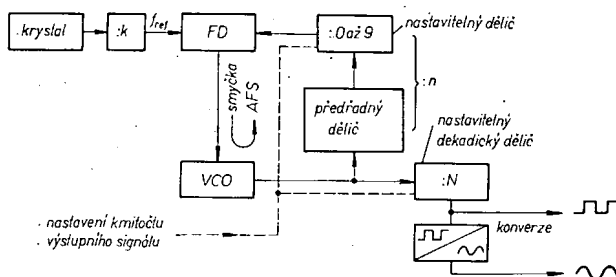 krystal
:k
fref
FD
:0 až 9
nastavitelný dělič
:n
smyčka
AFS
předřadný
dělič
nastavitelný
dekadický dělič
VCO
:N
nastavení kmitočtu
výstupního signálu
konverze